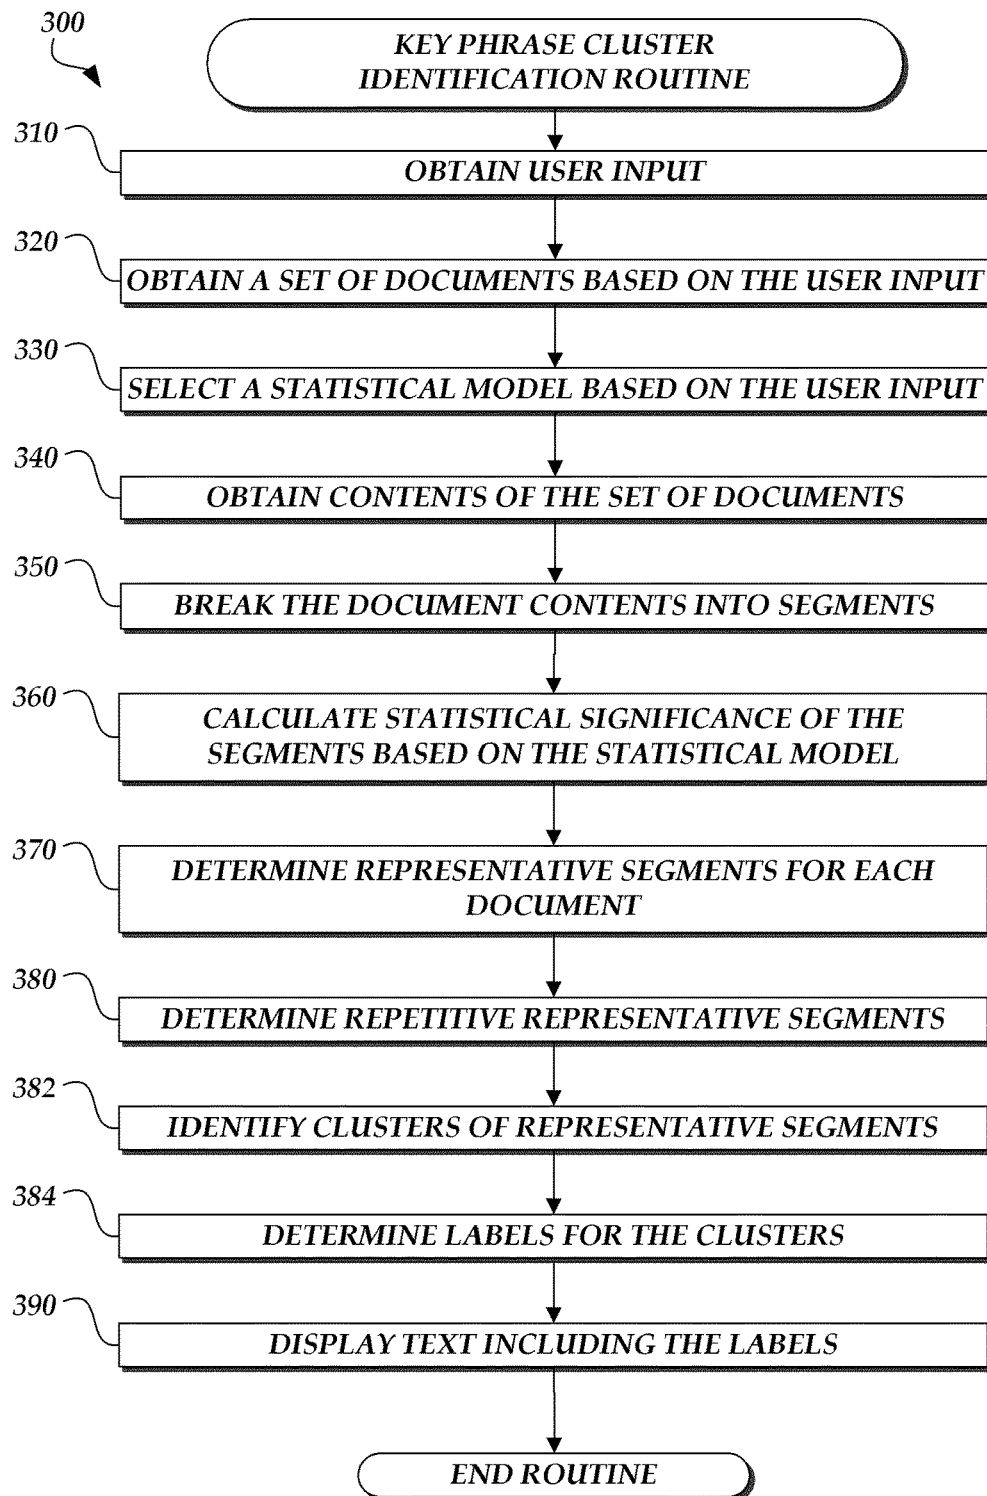 300
KEY PHRASE CLUSTER
IDENTIFICATION ROUTINE
310
OBTAIN USER INPUT
320
OBTAIN A SET OF DOCUMENTS BASED ON THE USER INPUT
330
SELECT A STATISTICAL MODEL BASED ON THE USER INPUT
340
OBTAIN CONTENTS OF THE SET OF DOCUMENTS
350
BREAK THE DOCUMENT CONTENTS INTO SEGMENTS
360
CALCULATE STATISTICAL SIGNIFICANCE OF THE
SEGMENTS BASED ON THE STATISTICAL MODEL
370
DETERMINE REPRESENTATIVE SEGMENTS FOR EACH
DOCUMENT
380
DETERMINE REPETITIVE REPRESENTATIVE SEGMENTS
382
IDENTIFY CLUSTERS OF REPRESENTATIVE SEGMENTS
384
DETERMINE LABELS FOR THE CLUSTERS
390
DISPLAY TEXT INCLUDING THE LABELS
END ROUTINE